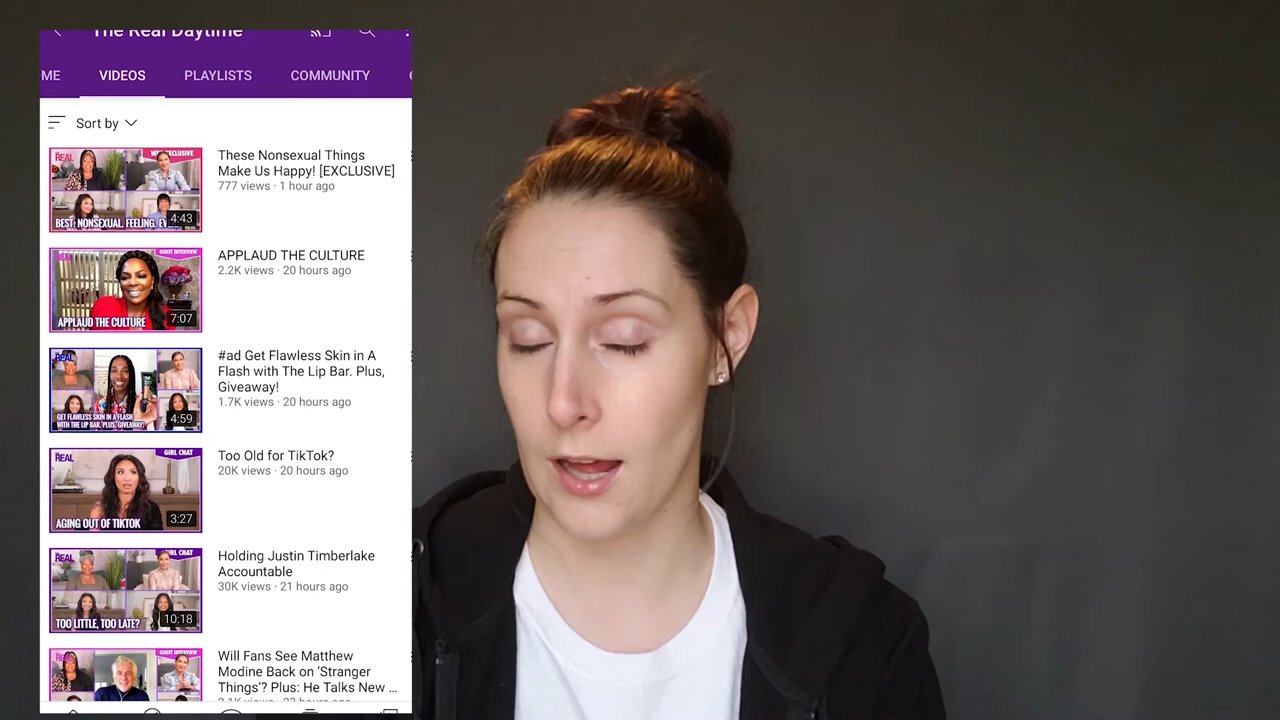 The Real Daytime
ME VIDEOS PLAYLISTS COMMUNITY
Sort by
These Nonsexual Things
Make Us Happy! [EXCLUSIVE]
777 views · 1 hour ago
REAL
BEST. NONSEXUAL. FEELING. EV
4:43
APPLAUD THE CULTURE
2.2K views · 20 hours ago
GUEST INTERVIEW
APPLAUD THE CULTURE
7:07
#ad Get Flawless Skin in A
Flash with The Lip Bar. Plus,
Giveaway!
1.7K views · 20 hours ago
REAL
GET FLAWLESS SKIN IN A FLASH
WITH THE LIP BAR. PLUS, GIVEAWAY!
4:59
Too Old for TikTok?
20K views · 20 hours ago
REAL
GIRL CHAT
AGING OUT OF TIKTOK
3:27
Holding Justin Timberlake
Accountable
30K views · 21 hours ago
REAL
GIRL CHAT
TOO LITTLE, TOO LATE?
10:18
Will Fans See Matthew
Modine Back on 'Stranger
Things'? Plus: He Talks New ...
REAL
GUEST INTERVIEW